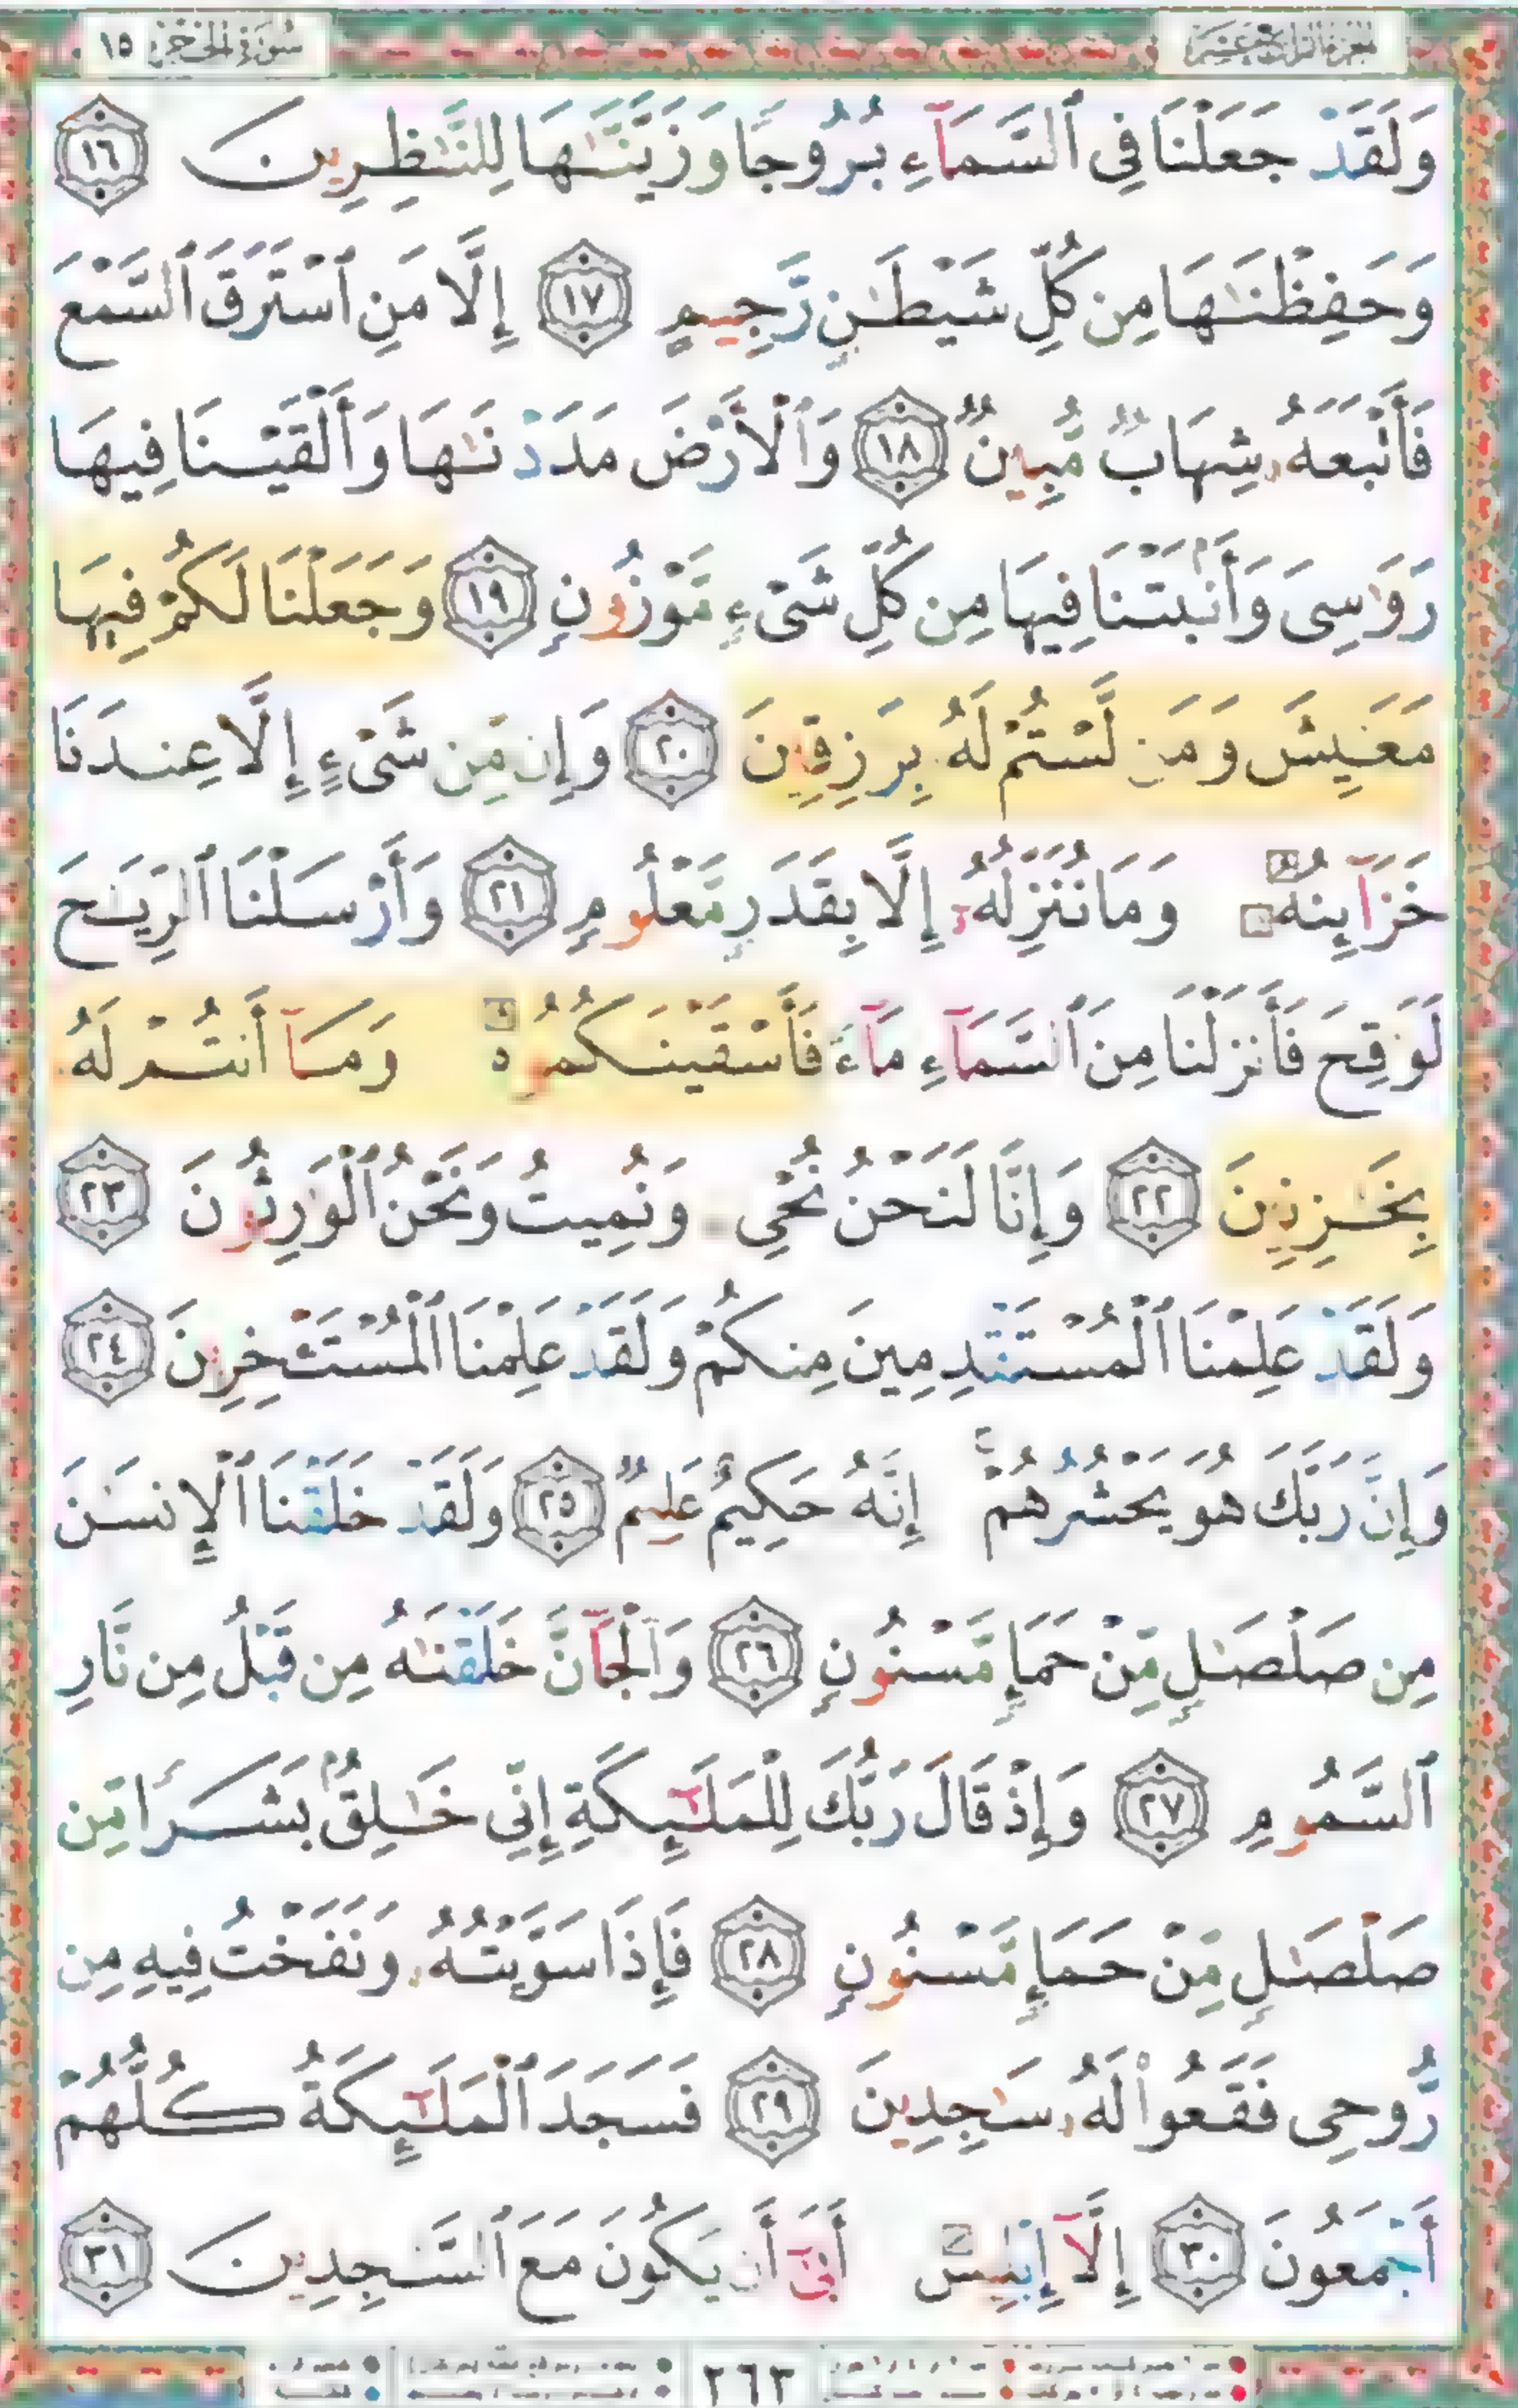 سورة الحجر ١٥
وَلَقَدْ جَعَلْنَا فِى ٱلسَّمَآءِ بُرُوجًا وَزَيَّنَّٰهَا لِلنَّٰظِرِينَ ١٦
وَحَفِظْنَٰهَا مِن كُلِّ شَيْطَٰنٍ رَّجِيمٍ ١٧ إِلَّا مَنِ ٱسْتَرَقَ ٱلسَّمْعَ
فَأَتْبَعَهُۥ شِهَابٌ مُّبِينٌ ١٨ وَٱلْأَرْضَ مَدَدْنَٰهَا وَأَلْقَيْنَا فِيهَا
رَوَٰسِىَ وَأَنۢبَتْنَا فِيهَا مِن كُلِّ شَىْءٍ مَّوْزُونٍ ١٩ وَجَعَلْنَا لَكُمْ فِيهَا
مَعَٰيِشَ وَمَن لَّسْتُمْ لَهُۥ بِرَٰزِقِينَ ٢٠ وَإِن مِّن شَىْءٍ إِلَّا عِندَنَا
خَزَآئِنُهُۥ وَمَا نُنَزِّلُهُۥٓ إِلَّا بِقَدَرٍ مَّعْلُومٍ ٢١ وَأَرْسَلْنَا ٱلرِّيَٰحَ
لَوَٰقِحَ فَأَنزَلْنَا مِنَ ٱلسَّمَآءِ مَآءً فَأَسْقَيْنَٰكُمُوهُ وَمَآ أَنتُمْ لَهُۥ
بِخَٰزِنِينَ ٢٢ وَإِنَّا لَنَحْنُ نُحْىِۦ وَنُمِيتُ وَنَحْنُ ٱلْوَٰرِثُونَ ٢٣
وَلَقَدْ عَلِمْنَا ٱلْمُسْتَقْدِمِينَ مِنكُمْ وَلَقَدْ عَلِمْنَا ٱلْمُسْتَـْٔخِرِينَ ٢٤
وَإِنَّ رَبَّكَ هُوَ يَحْشُرُهُمْ ۚ إِنَّهُۥ حَكِيمٌ عَلِيمٌ ٢٥ وَلَقَدْ خَلَقْنَا ٱلْإِنسَٰنَ
مِن صَلْصَٰلٍ مِّنْ حَمَإٍ مَّسْنُونٍ ٢٦ وَٱلْجَآنَّ خَلَقْنَٰهُ مِن قَبْلُ مِن نَّارِ
ٱلسَّمُومِ ٢٧ وَإِذْ قَالَ رَبُّكَ لِلْمَلَٰٓئِكَةِ إِنِّى خَٰلِقٌۢ بَشَرًا مِّن
صَلْصَٰلٍ مِّنْ حَمَإٍ مَّسْنُونٍ ٢٨ فَإِذَا سَوَّيْتُهُۥ وَنَفَخْتُ فِيهِ مِن
رُّوحِى فَقَعُوا۟ لَهُۥ سَٰجِدِينَ ٢٩ فَسَجَدَ ٱلْمَلَٰٓئِكَةُ كُلُّهُمْ
أَجْمَعُونَ ٣٠ إِلَّآ إِبْلِيسَ أَبَىٰٓ أَن يَكُونَ مَعَ ٱلسَّٰجِدِينَ ٣١
٢٦٣